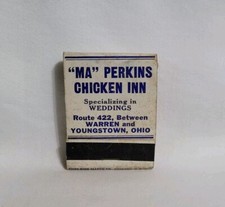 "MA" PERKINS
CHICKEN INN
Specializing in
WEDDINGS
Route 422, Between
WARREN and
YOUNGSTOWN, OHIO